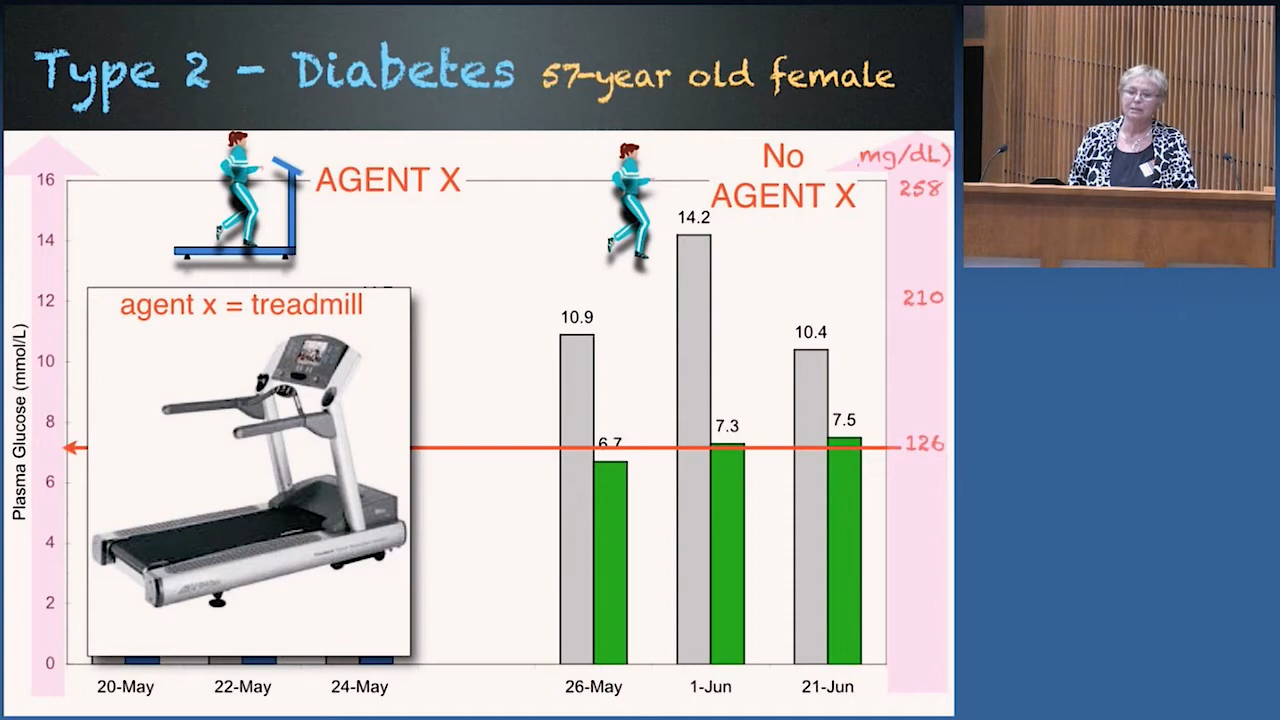 Type 2 - Diabetes 57-year old female
AGENT X
No
AGENT X
mg/dL)
258
210
126
agent x = treadmill
Plasma Glucose (mmol/L)
16
14
12
10
8
6
4
2
0
10.9
6.7
14.2
7.3
10.4
7.5
20-May
22-May
24-May
26-May
1-Jun
21-Jun